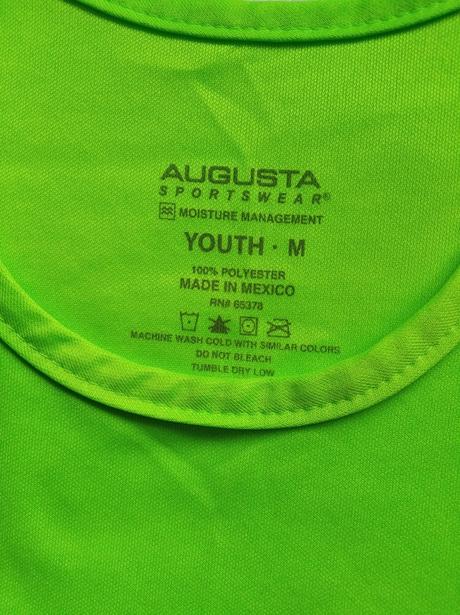 AUGUSTA
SPORTSWEAR®
MOISTURE MANAGEMENT
YOUTH · M
100% POLYESTER
MADE IN MEXICO
RN# 65378
MACHINE WASH COLD WITH SIMILAR COLORS
DO NOT BLEACH
TUMBLE DRY LOW